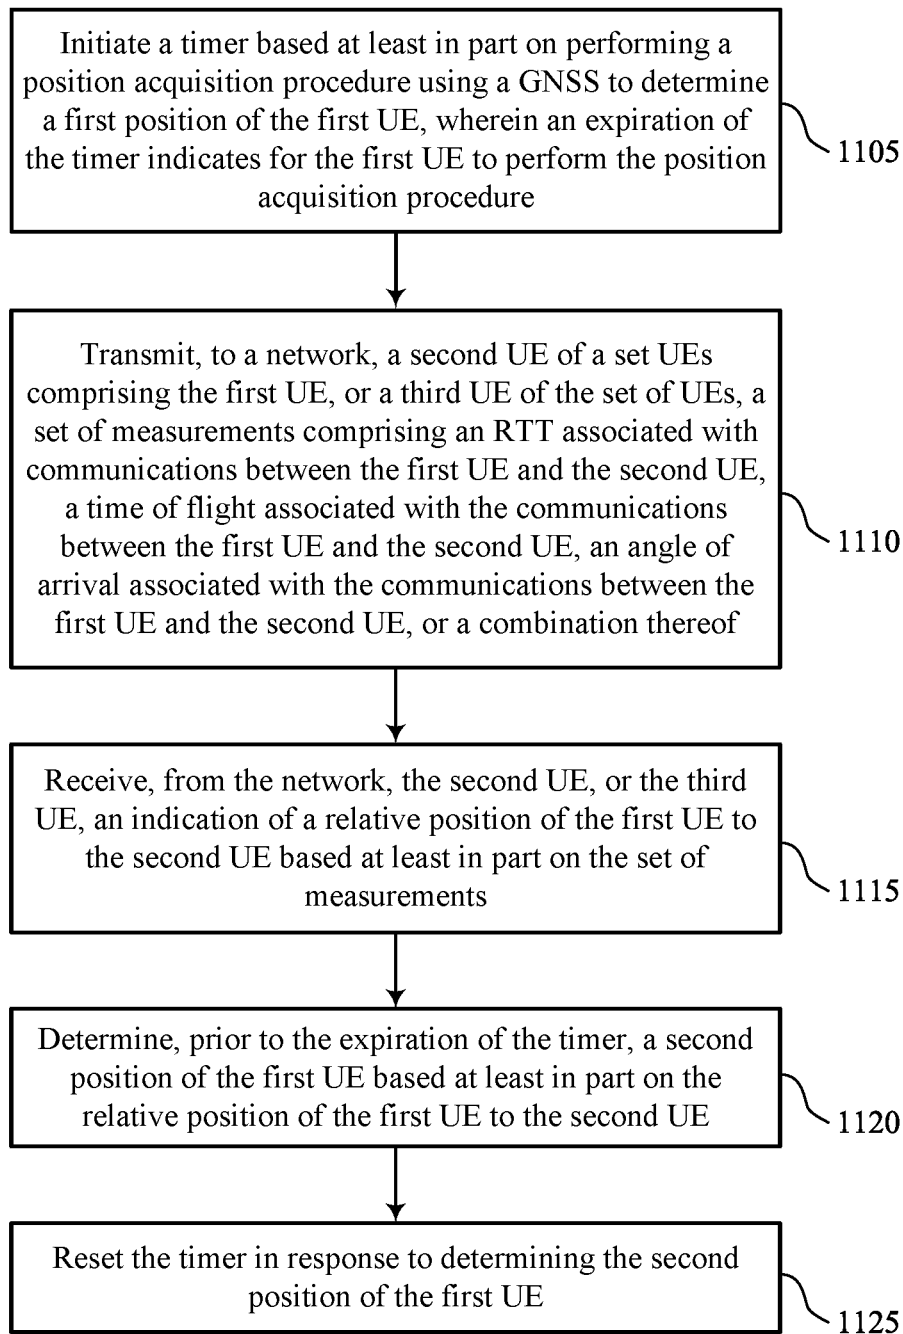 Initiate a timer based at least in part on performing a
position acquisition procedure using a GNSS to determine
a first position of the first UE, wherein an expiration of
the timer indicates for the first UE to perform the position
acquisition procedure
1105
Transmit, to a network, a second UE of a set UEs
comprising the first UE, or a third UE of the set of UEs, a
set of measurements comprising an RTT associated with
communications between the first UE and the second UE,
a time of flight associated with the communications
between the first UE and the second UE, an angle of
arrival associated with the communications between the
first UE and the second UE, or a combination thereof
1110
Receive, from the network, the second UE, or the third
UE, an indication of a relative position of the first UE to
the second UE based at least in part on the set of
measurements
1115
Determine, prior to the expiration of the timer, a second
position of the first UE based at least in part on the
relative position of the first UE to the second UE
1120
Reset the timer in response to determining the second
position of the first UE
1125